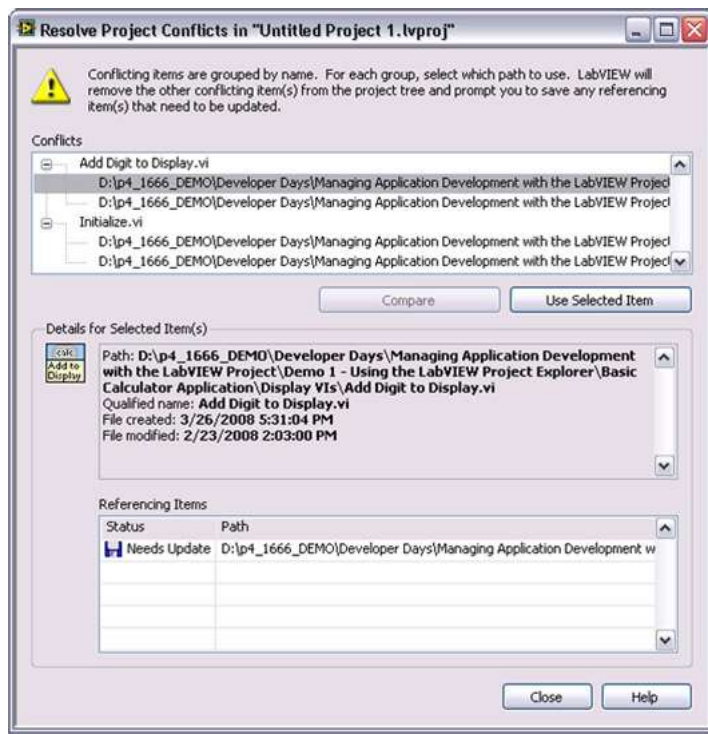 Resolve Project Conflicts in "Untitled Project 1.lvproj"
Conflicting items are grouped by name. For each group, select which path to use. LabVIEW will
remove the other conflicting item(s) from the project tree and prompt you to save any referencing
item(s) that need to be updated.
Conflicts
Add Digit to Display.vi
D:\p4_1666_DEMO\Developer Days\Managing Application Development with the LabVIEW Project
D:\p4_1666_DEMO\Developer Days\Managing Application Development with the LabVIEW Project
Initialize.vi
D:\p4_1666_DEMO\Developer Days\Managing Application Development with the LabVIEW Project
D:\p4_1666_DEMO\Developer Days\Managing Application Development with the LabVIEW Project
Compare
Use Selected Item
Details for Selected Item(s)
calc
Add to
Display
Path: D:\p4_1666_DEMO\Developer Days\Managing Application Development
with the LabVIEW Project\Demo 1 - Using the LabVIEW Project Explorer\Basic
Calculator Application\Display VIs\Add Digit to Display.vi
Qualified name: Add Digit to Display.vi
File created: 3/26/2008 5:31:04 PM
File modified: 2/23/2008 2:03:00 PM
Referencing Items
Status Path
Needs Update D:\p4_1666_DEMO\Developer Days\Managing Application Development w
Close
Help